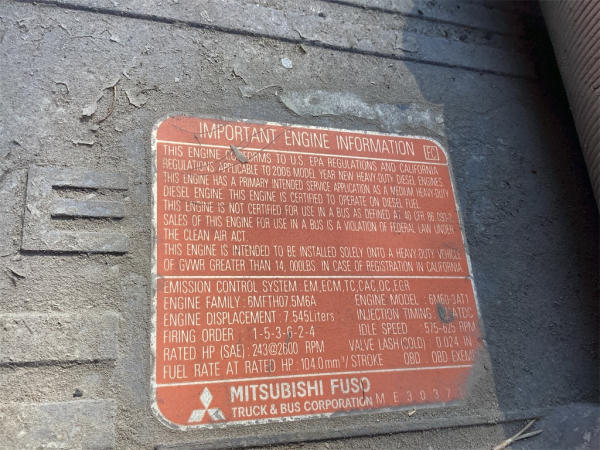 IMPORTANT ENGINE INFORMATION
THIS ENGINE CONFORMS TO U.S. EPA REGULATIONS AND CALIFORNIA
REGULATIONS APPLICABLE TO 2006 MODEL YEAR NEW HEAVY DUTY DIESEL ENGINES.
THIS ENGINE HAS A PRIMARY INTENDED SERVICE APPLICATION AS A MEDIUM HEAVY-DUTY
DIESEL ENGINE. THIS ENGINE IS CERTIFIED TO OPERATE ON DIESEL FUEL.
THIS ENGINE IS NOT CERTIFIED FOR USE IN A BUS AS DEFINED AT 40 CFR 86.093-2
SALES OF THIS ENGINE FOR USE IN A BUS IS A VIOLATION OF FEDERAL LAW UNDER
THE CLEAN AIR ACT.
THIS ENGINE IS INTENDED TO BE INSTALLED SOLELY ONTO A HEAVY-DUTY VEHICLE
OF GVWR GREATER THAN 14,000LBS. IN CASE OF REGISTRATION IN CALIFORNIA
EMISSION CONTROL SYSTEM : EM, ECM, TC, CAC, OC, EGR
ENGINE FAMILY : 6MFTH07.5M6A ENGINE MODEL : 6M60-3AT1
ENGINE DISPLACEMENT : 7.545Liters INJECTION TIMING : ATDC
FIRING ORDER : 1-5-3-6-2-4 IDLE SPEED : 575-625 RPM
RATED HP (SAE) : 243@2600 RPM VALVE LASH(COLD) : 0.024 IN
FUEL RATE AT RATED HP : 104.0mm³/STROKE OBD : OBD EXEMPT
MITSUBISHI FUSO
TRUCK & BUS CORPORATION ME3037